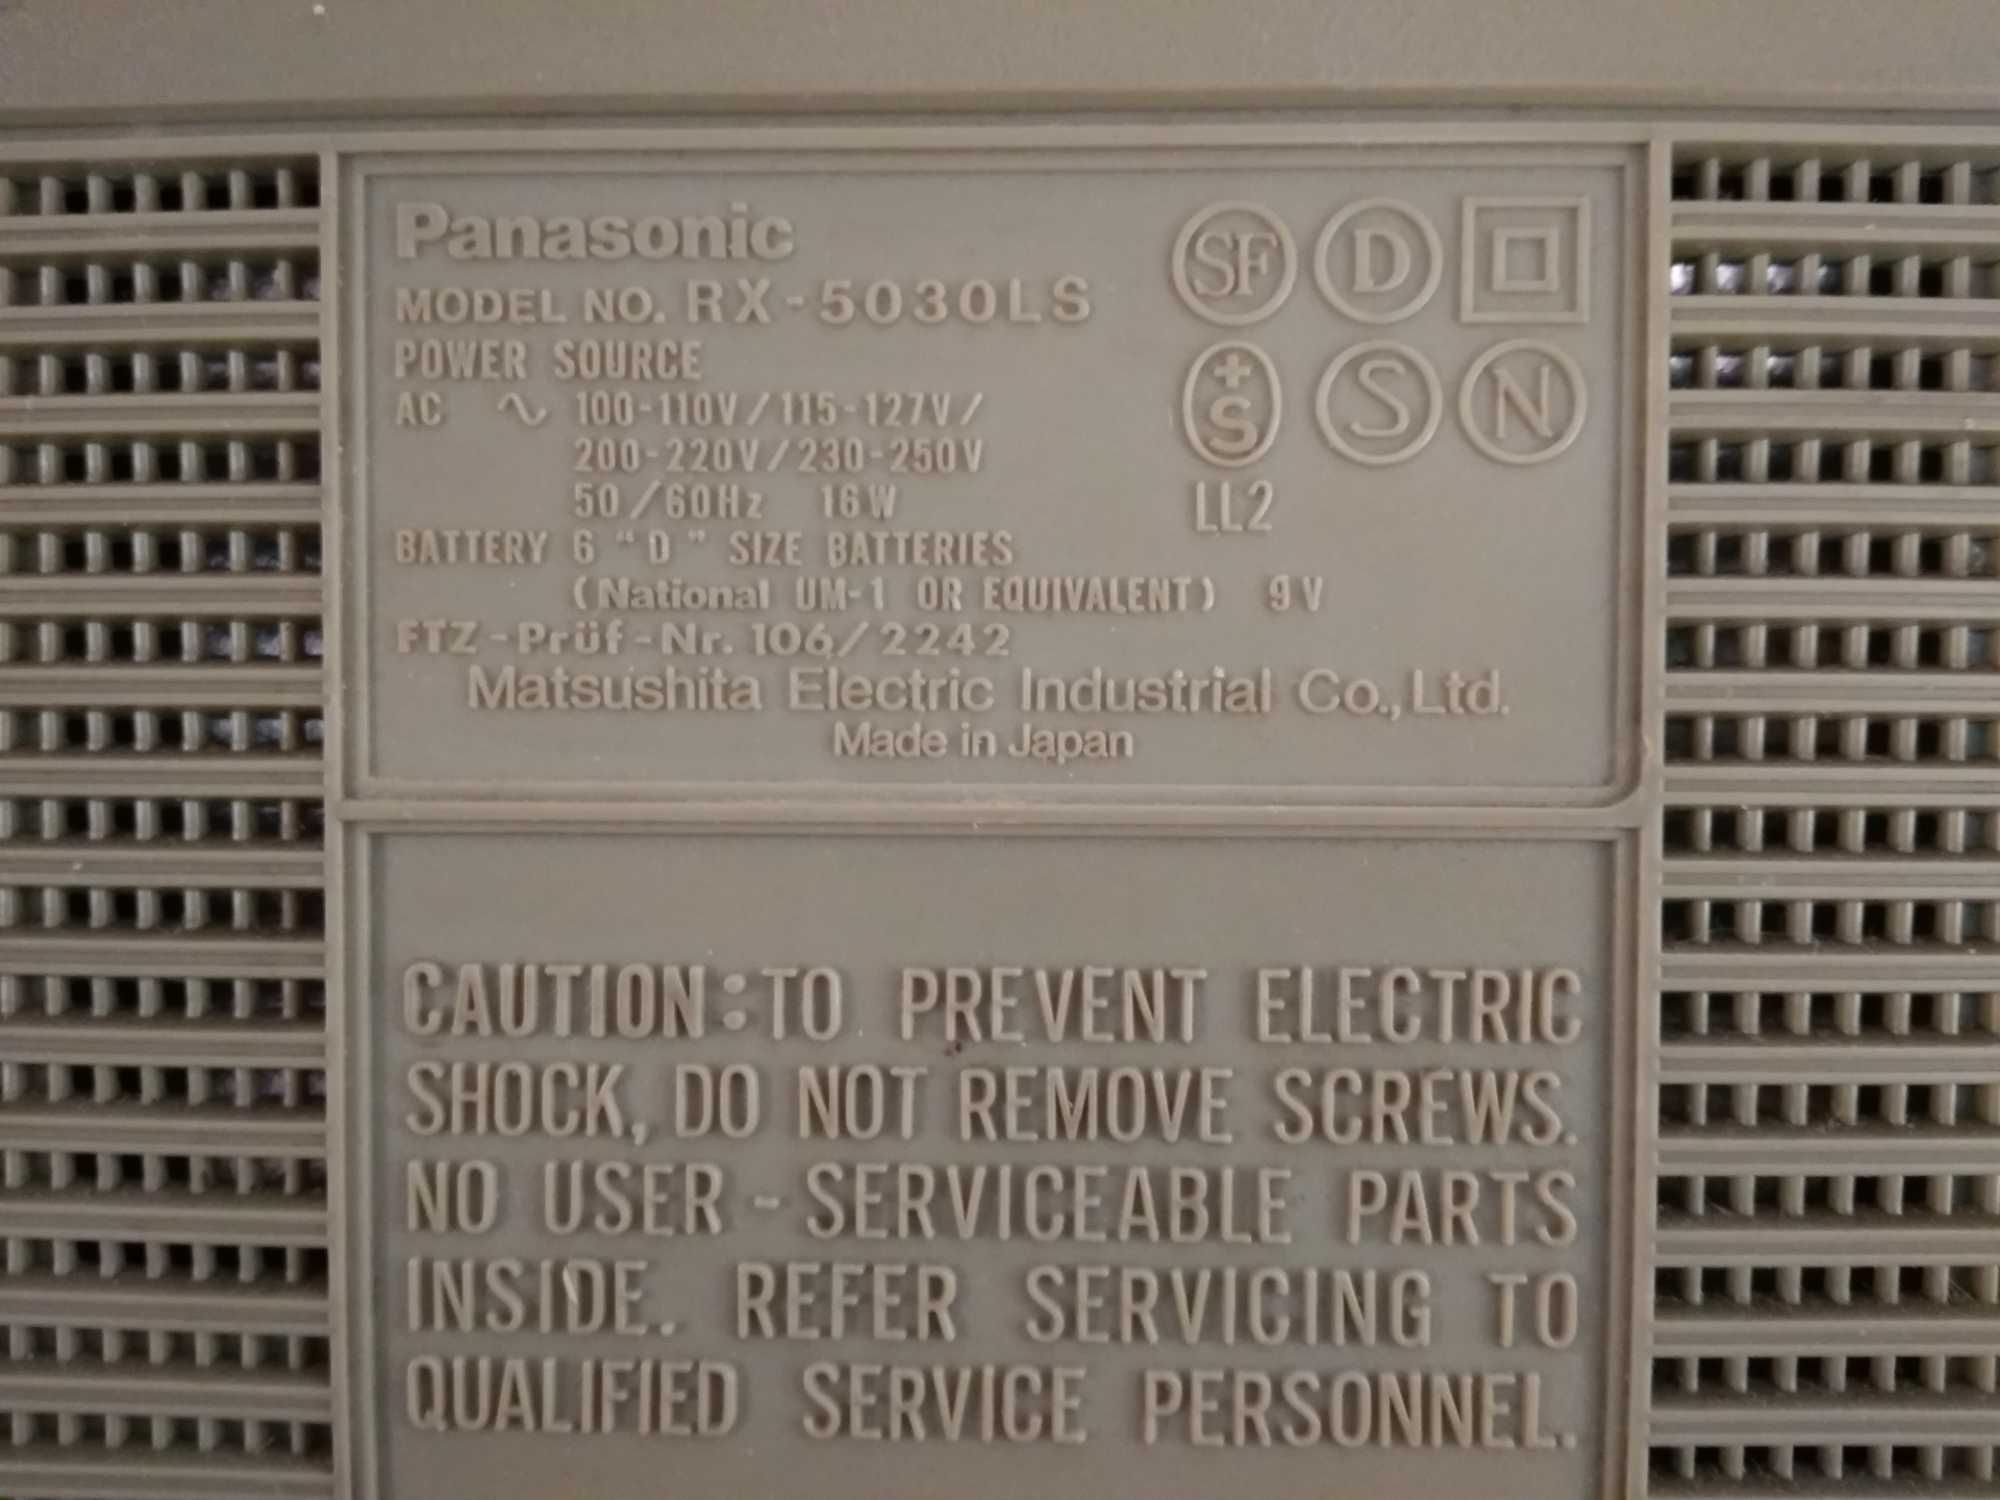 Panasonic
MODEL NO. RX-5030LS
POWER SOURCE
AC ∿ 100-110V/115-127V/
200-220V/230-250V
50/60Hz 16W
BATTERY 6 “D” SIZE BATTERIES
(National UM-1 OR EQUIVALENT) 9V
FTZ-Prüf-Nr. 106/2242
Matsushita Electric Industrial Co., Ltd.
Made in Japan
SF D
+S S N
LL2
CAUTION: TO PREVENT ELECTRIC
SHOCK, DO NOT REMOVE SCREWS.
NO USER-SERVICEABLE PARTS
INSIDE. REFER SERVICING TO
QUALIFIED SERVICE PERSONNEL.